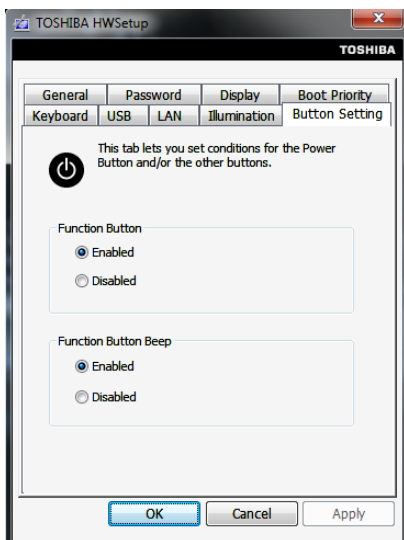 TOSHIBA HWSetup
TOSHIBA
General Password Display Boot Priority
Keyboard USB LAN Illumination Button Setting
This tab lets you set conditions for the Power
Button and/or the other buttons.
Function Button
Enabled
Disabled
Function Button Beep
Enabled
Disabled
OK Cancel Apply